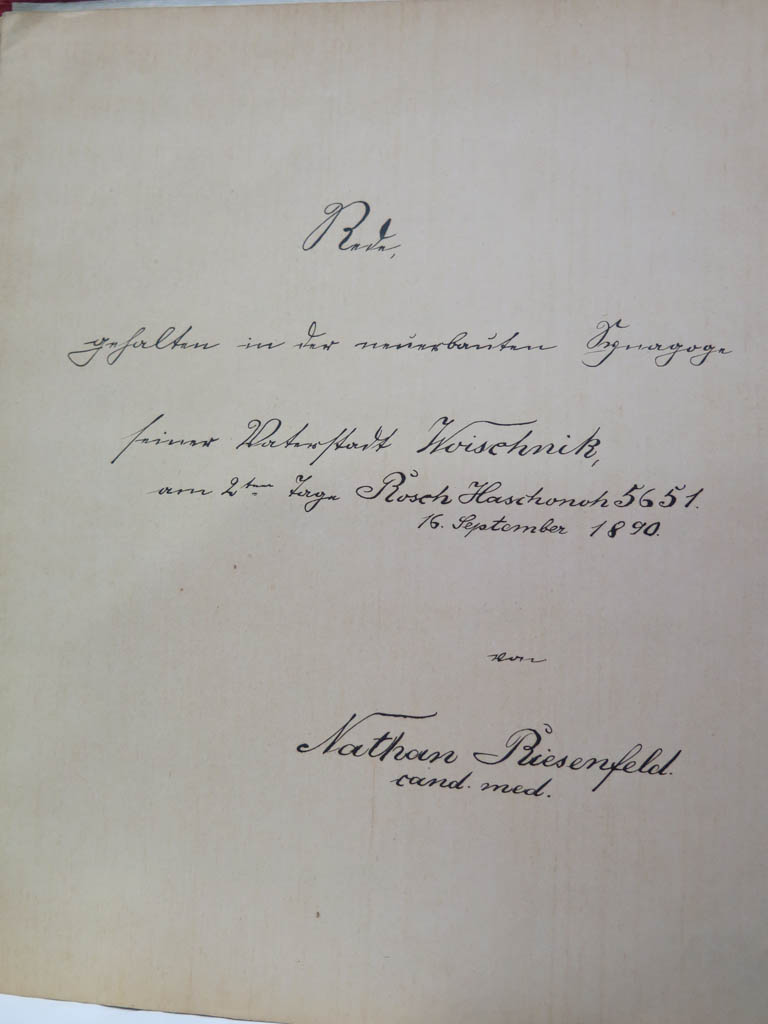 Rede,
gehalten in der neuerbauten Synagoge
seiner Vaterstadt Woischnik,
am 2ten Tage Rosch Haschonoh 5651.
16. September 1890.
von
Nathan Riesenfeld.
cand. med.